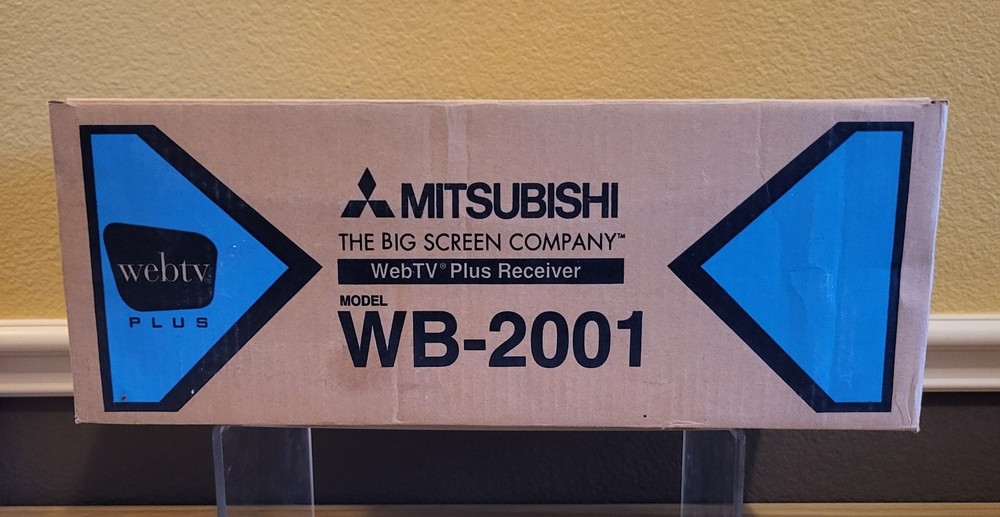 webtv
PLUS
MITSUBISHI
THE BIG SCREEN COMPANY™
WebTV® Plus Receiver
MODEL
WB-2001